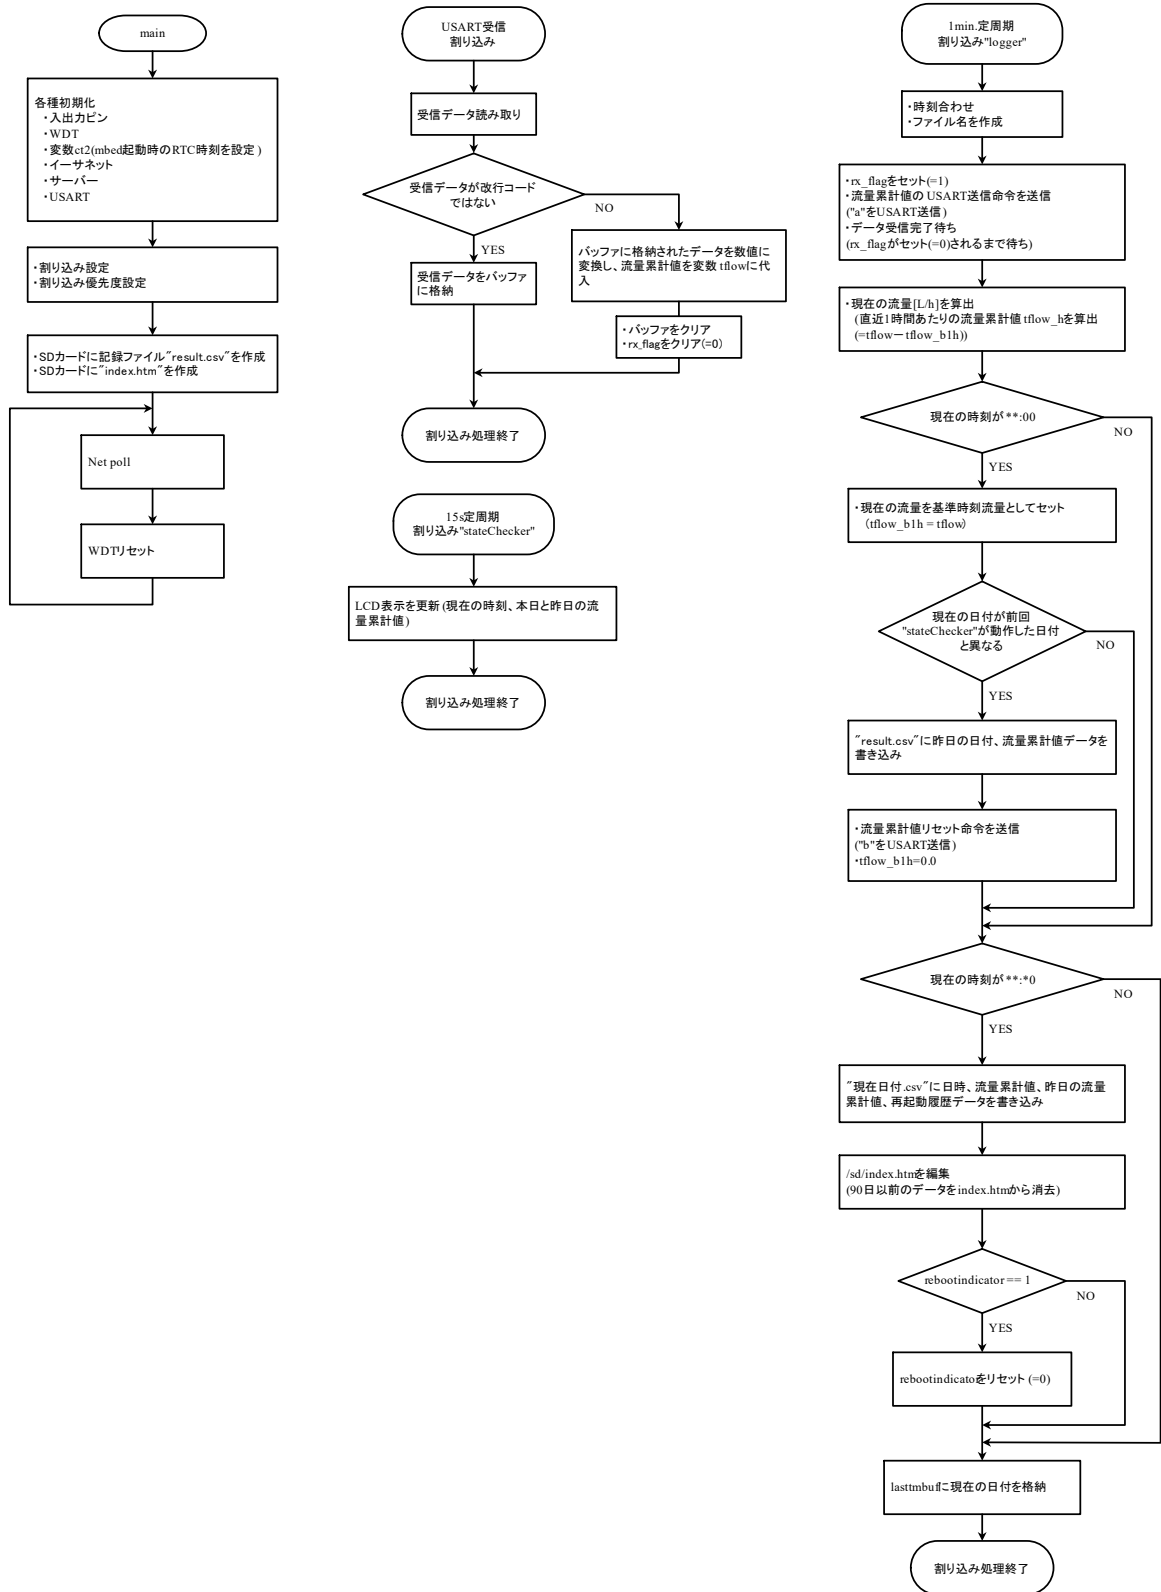 main
各種初期化
・入出力ピン
・WDT
・変数ct2(mbed起動時のRTC時刻を設定)
・イーサネット
・サーバー
・USART
・割り込み設定
・割り込み優先度設定
・SDカードに記録ファイル"result.csv"を作成
・SDカードに"index.htm"を作成
Net poll
WDTリセット
USART受信
割り込み
受信データ読み取り
受信データが改行コード
ではない
NO
YES
受信データをバッファ
に格納
バッファに格納されたデータを数値に
変換し、流量累計値を変数 tflowに代
入
・バッファをクリア
・rx_flagをクリア(=0)
割り込み処理終了
15s定周期
割り込み"stateChecker"
LCD表示を更新(現在の時刻、本日と昨日の流
量累計値)
割り込み処理終了
1min.定周期
割り込み"logger"
・時刻合わせ
・ファイル名を作成
・rx_flagをセット(=1)
・流量累計値の USART送信命令を送信
("a"をUSART送信)
・データ受信完了待ち
(rx_flagがセット(=0)されるまで待ち)
・現在の流量[L/h]を算出
(直近1時間あたりの流量累計値 tflow_hを算出
(=tflow－tflow_b1h))
現在の時刻が **:00
NO
YES
・現在の流量を基準時刻流量としてセット
(tflow_b1h = tflow)
現在の日付が前回
"stateChecker"が動作した日付
と異なる
NO
YES
"result.csv"に昨日の日付、流量累計値データを
書き込み
・流量累計値リセット命令を送信
("b"をUSART送信)
・tflow_b1h=0.0
現在の時刻が **:*0
NO
YES
"現在日付.csv"に日時、流量累計値、昨日の流量
累計値、再起動履歴データを書き込み
/sd/index.htmを編集
(90日以前のデータをindex.htmから消去)
rebootindicator == 1
NO
YES
rebootindicatoをリセット (=0)
lasttmbufに現在の日付を格納
割り込み処理終了